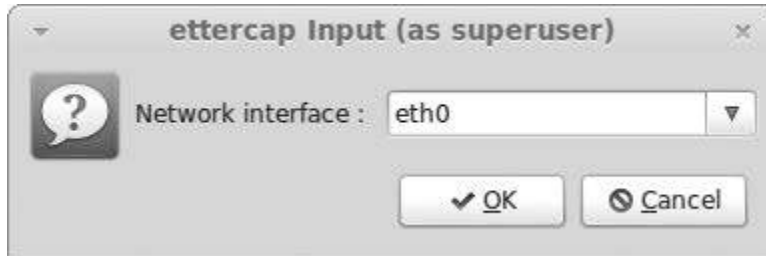 ettercap Input (as superuser)
Network interface : eth0
OK Cancel